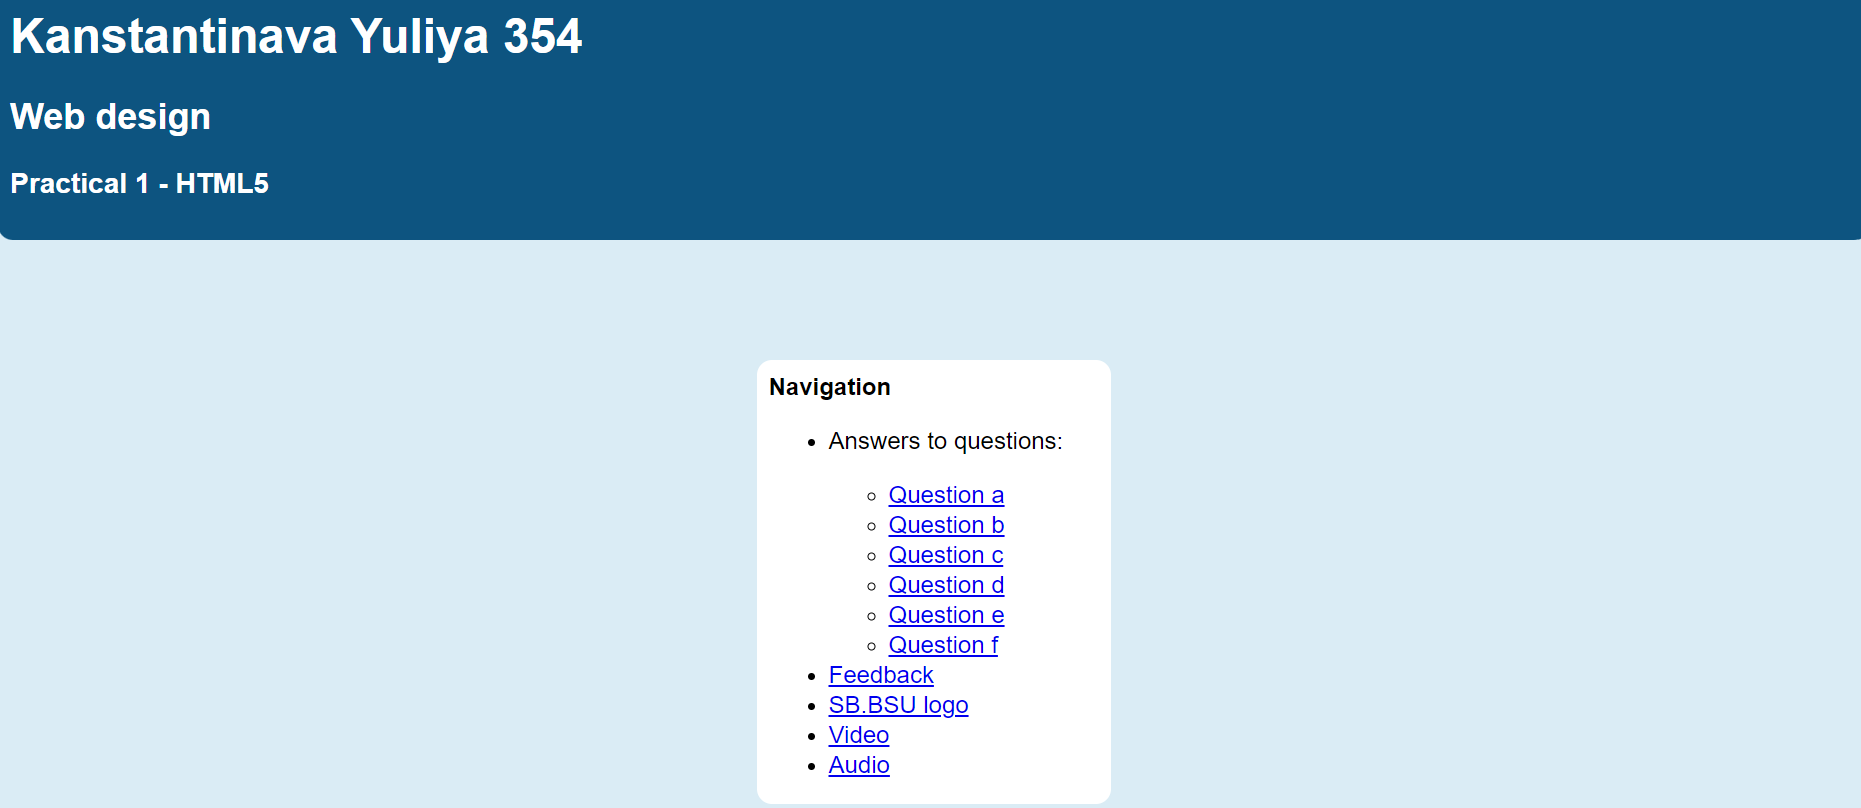 Kanstantinava Yuliya 354
Web design
Practical 1 - HTML5
Navigation
Answers to questions:
Question a
Question b
Question c
Question d
Question e
Question f
Feedback
SB.BSU logo
Video
Audio